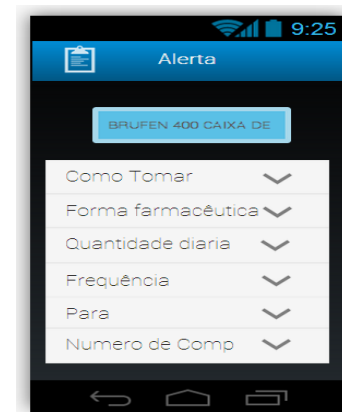 9:25
Alerta
BRUFEN 400 CAIXA DE
Como Tomar
Forma farmacêutica
Quantidade diaria
Frequência
Para
Numero de Comp